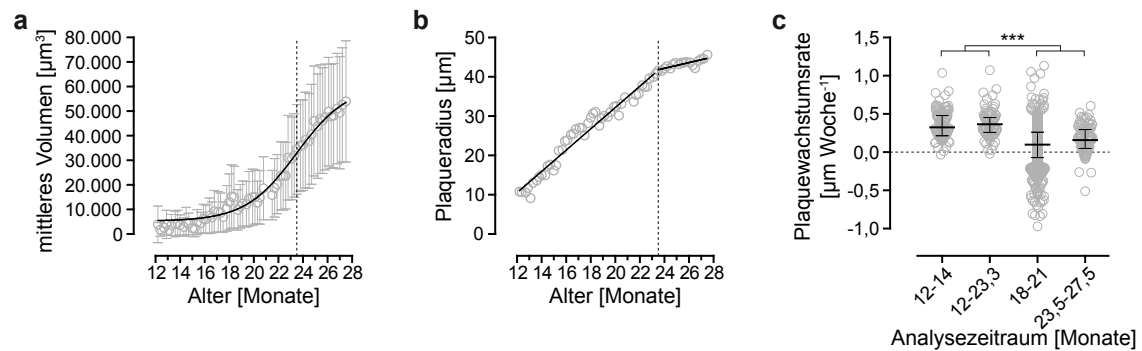 a
mittleres Volumen [µm³]
80.000
70.000
60.000
50.000
40.000
30.000
20.000
10.000
0
12 14 16 18 20 22 24 26 28
Alter [Monate]
b
Plaqueradius [µm]
50
40
30
20
10
0
12 14 16 18 20 22 24 26 28
Alter [Monate]
c
Plaquewachstumsrate
[µm Woche⁻¹]
***
1,5
1,0
0,5
0,0
-0,5
-1,0
12-14
12-23,3
18-21
23,5-27,5
Analysezeitraum [Monate]